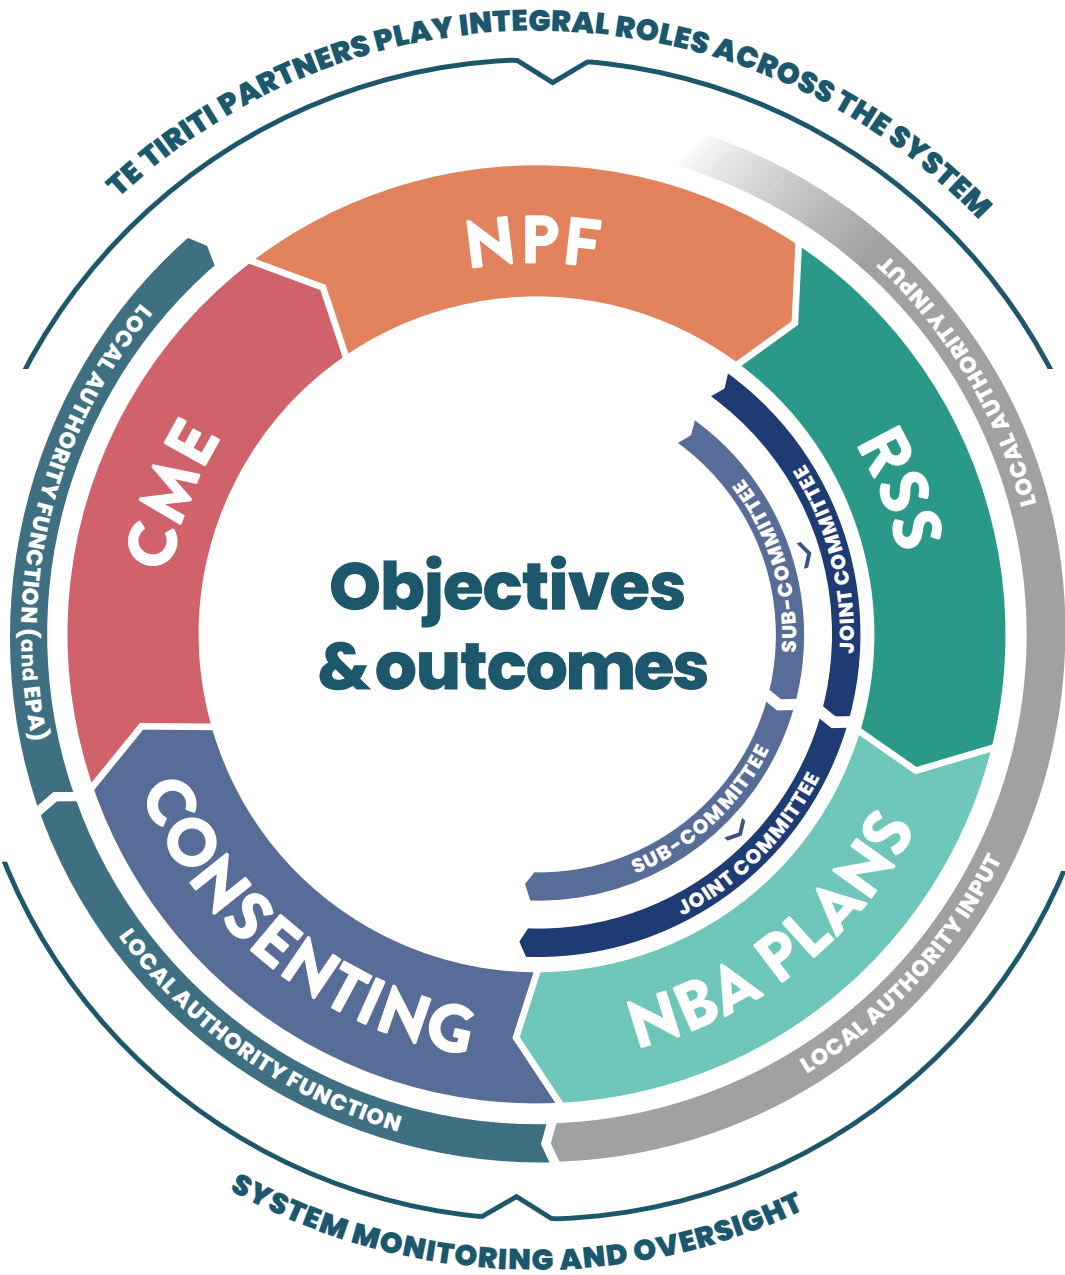 TE TIRITI PARTNERS PLAY INTEGRAL ROLES ACROSS THE SYSTEM
NPF
RSS
NBA PLANS
CONSENTING
CME
LOCAL AUTHORITY INPUT
LOCAL AUTHORITY INPUT
LOCAL AUTHORITY FUNCTION
LOCAL AUTHORITY FUNCTION (and EPA)
JOINT COMMITTEE
SUB-COMMITTEE
JOINT COMMITTEE
SUB-COMMITTEE
Objectives
& outcomes
SYSTEM MONITORING AND OVERSIGHT